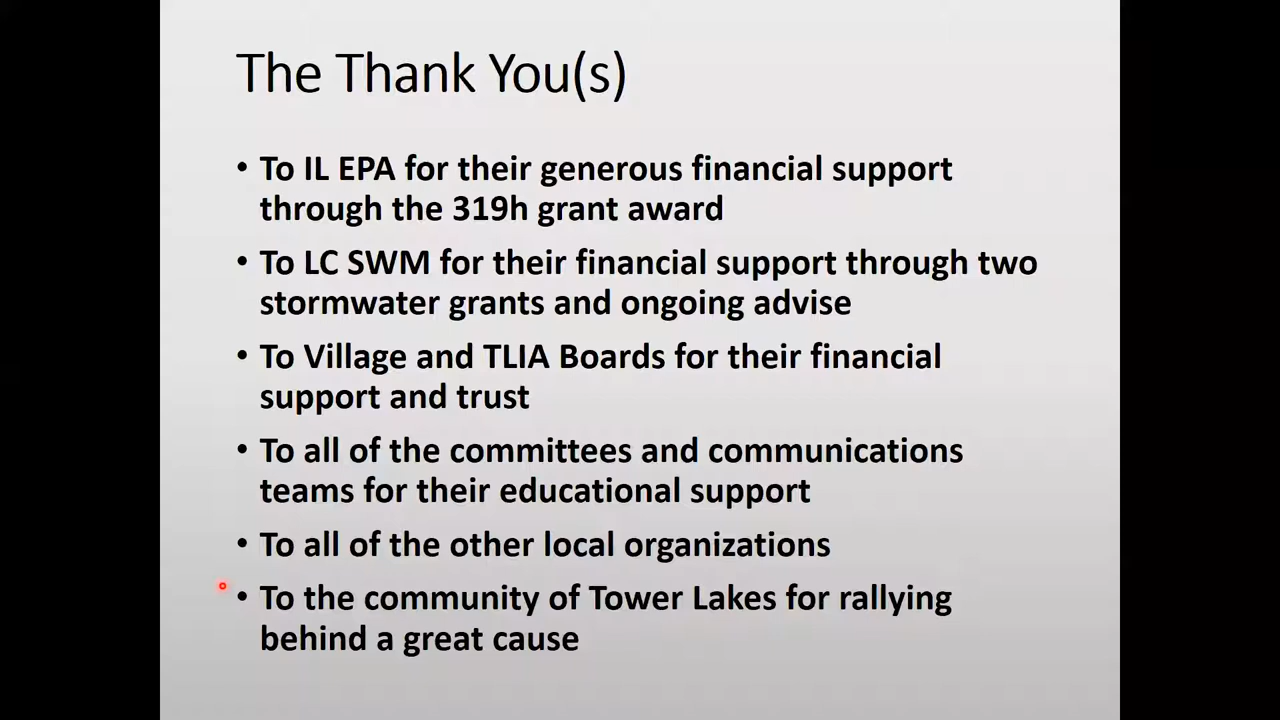 The Thank You(s)
• To IL EPA for their generous financial support
through the 319h grant award
• To LC SWM for their financial support through two
stormwater grants and ongoing advise
• To Village and TLIA Boards for their financial
support and trust
• To all of the committees and communications
teams for their educational support
• To all of the other local organizations
• To the community of Tower Lakes for rallying
behind a great cause